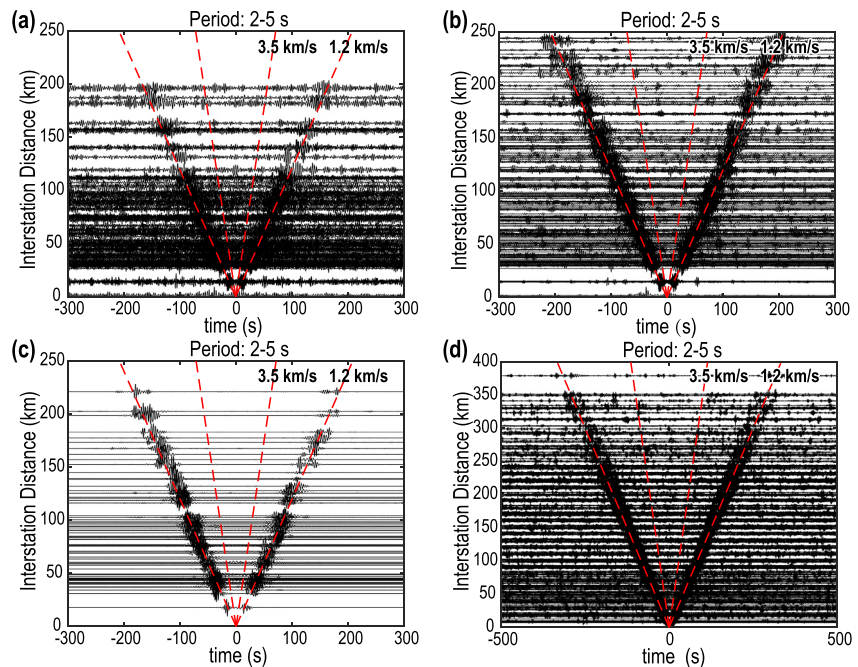 (a)
Period: 2-5 s
3.5 km/s 1.2 km/s
Interstation Distance (km)
250
200
150
100
50
0
-300 -200 -100 0 100 200 300
time (s)
(b)
Period: 2-5 s
3.5 km/s 1.2 km/s
Interstation Distance (km)
250
200
150
100
50
0
-300 -200 -100 0 100 200 300
time (s)
(c)
Period: 2-5 s
3.5 km/s 1.2 km/s
Interstation Distance (km)
250
200
150
100
50
0
-300 -200 -100 0 100 200 300
time (s)
(d)
Period: 2-5 s
3.5 km/s 1.2 km/s
Interstation Distance (km)
400
350
300
250
200
150
100
50
0
-500 0 500
time (s)